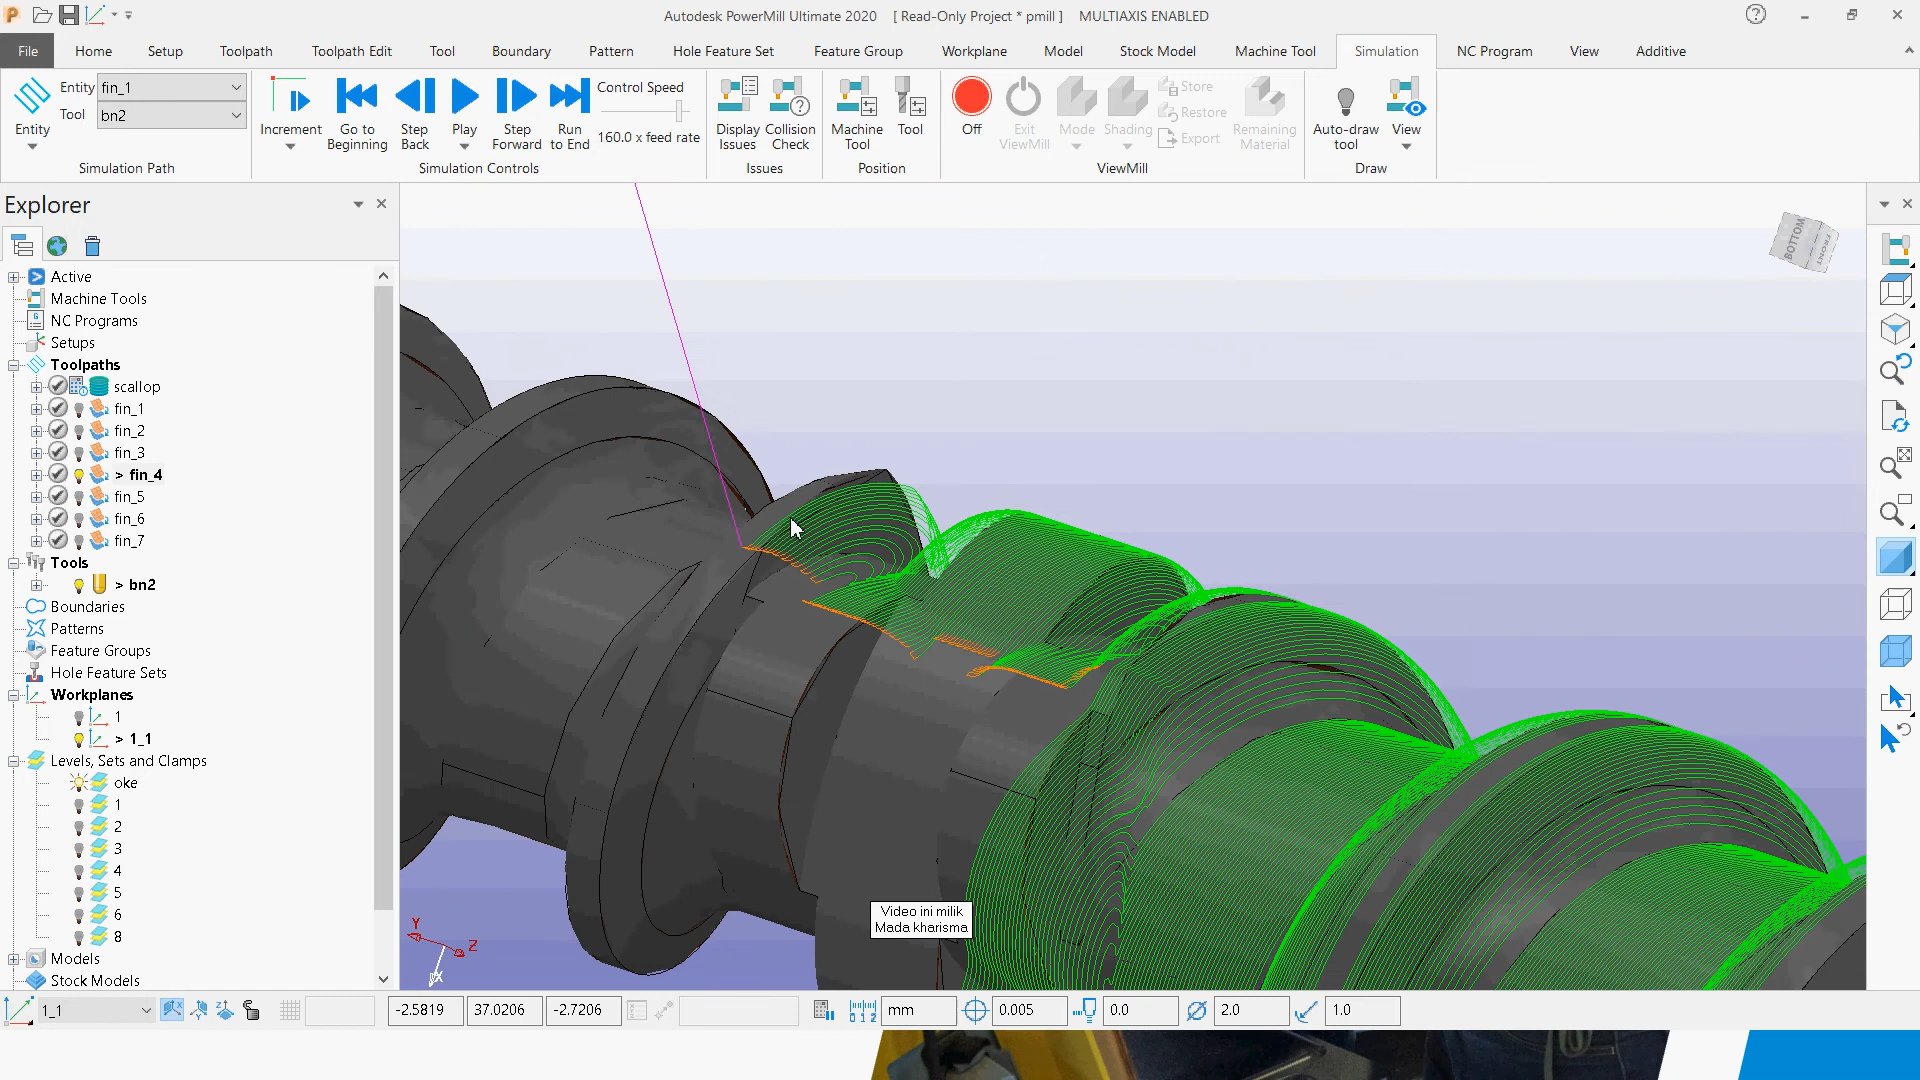 Autodesk PowerMill Ultimate 2020 [ Read-Only Project * pmill ] MULTIAXIS ENABLED
File Home Setup Toolpath Toolpath Edit Tool Boundary Pattern Hole Feature Set Feature Group Workplane Model Stock Model Machine Tool Simulation NC Program View Additive
Entity fin_1
Tool bn2
Entity
Simulation Path
Increment
Go to Beginning
Step Back
Play
Step Forward
Run to End
Control Speed
160.0 x feed rate
Simulation Controls
Display Issues
Collision Check
Issues
Machine Tool
Tool
Position
Off
Exit ViewMill
Mode
Shading
Store
Restore
Export
Remaining Material
ViewMill
Auto-draw tool
View
Draw
Explorer
Active
Machine Tools
NC Programs
Setups
Toolpaths
scallop
fin_1
fin_2
fin_3
> fin_4
fin_5
fin_6
fin_7
Tools
> bn2
Boundaries
Patterns
Feature Groups
Hole Feature Sets
Workplanes
1
> 1_1
Levels, Sets and Clamps
oke
1
2
3
4
5
6
8
Models
Stock Models
BOTTOM
FRONT
Y
Z
X
Video ini milik
Mada kharisma
1_1 -2.5819 37.0206 -2.7206 mm 0.005 0.0 2.0 1.0